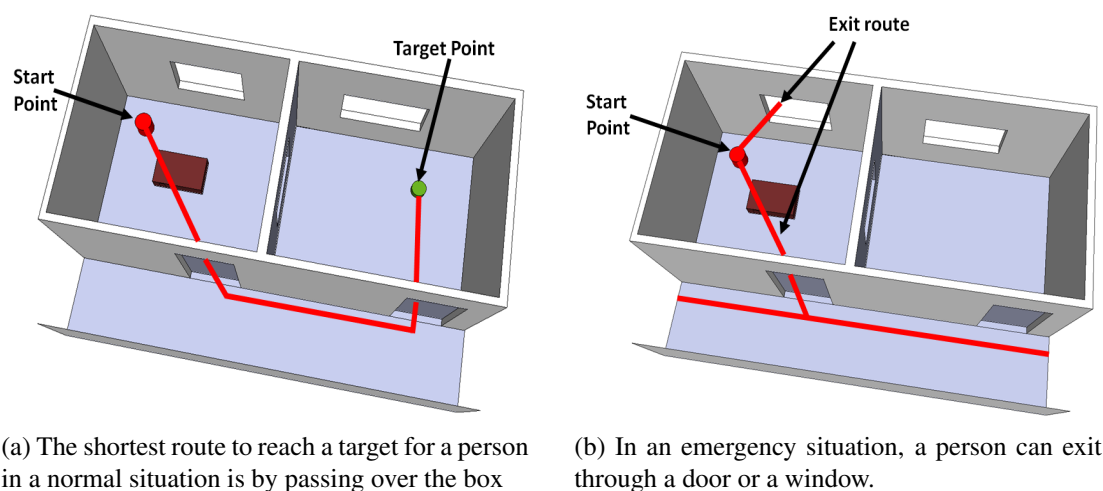 Exit route
Target Point
Start
Point
Start
Point
(a) The shortest route to reach a target for a person
in a normal situation is by passing over the box
(b) In an emergency situation, a person can exit
through a door or a window.